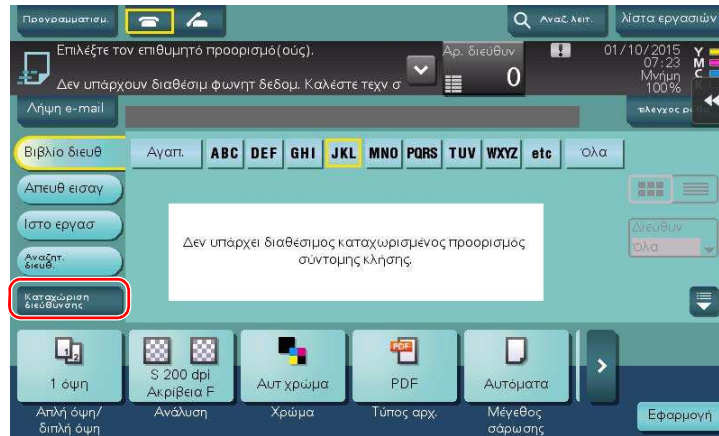 Προγραμματισμ.
Αναζ. λειτ.
λίστα εργασιών
Επιλέξτε τον επιθυμητό προορισμό(ούς).
Δεν υπάρχουν διαθέσιμ φωνητ δεδομ. Καλέστε τεχν σ
Αρ. διεύθυν
0
01/10/2015
07:23
Μνήμη
100%
Y
M
C
K
Λήψη e-mail
Βιβλίο διευθ
Αγαπ.
ABC
DEF
GHI
JKL
MNO
PQRS
TUV
WXYZ
etc
Όλα
Απευθ εισαγ
Ιστο εργασ
Αναζητ.
διευθ.
Καταχώριση
διεύθυνσης
Δεν υπάρχει διαθέσιμος καταχωρισμένος προορισμός
σύντομης κλήσης.
Διεύθυν
Όλα
1 όψη
S 200 dpi
Ακρίβεια F
Αυτ χρώμα
PDF
PDF
Αυτόματα
Απλή όψη/
διπλή όψη
Ανάλυση
Χρώμα
Τύπος αρχ.
Μέγεθος
σάρωσης
Εφαρμογή